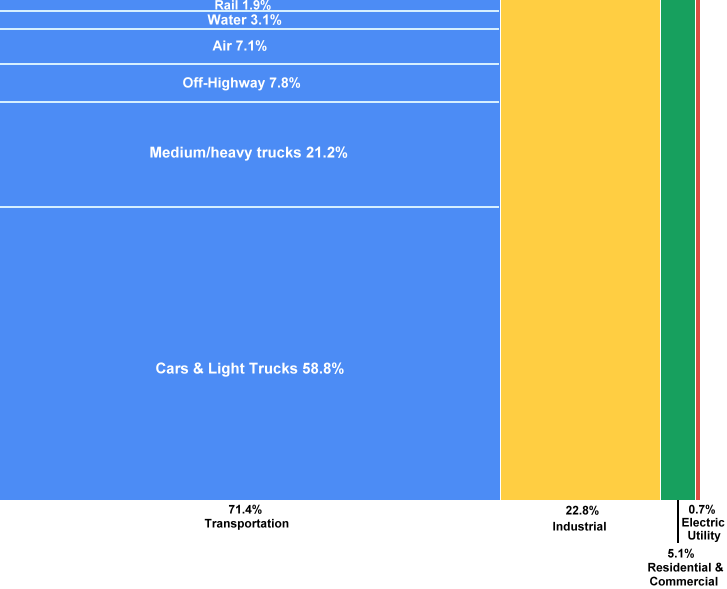 Rail 1.9%
Water 3.1%
Air 7.1%
Off-Highway 7.8%
Medium/heavy trucks 21.2%
Cars & Light Trucks 58.8%
71.4%
Transportation
22.8%
Industrial
0.7%
Electric
Utility
5.1%
Residential &
Commercial